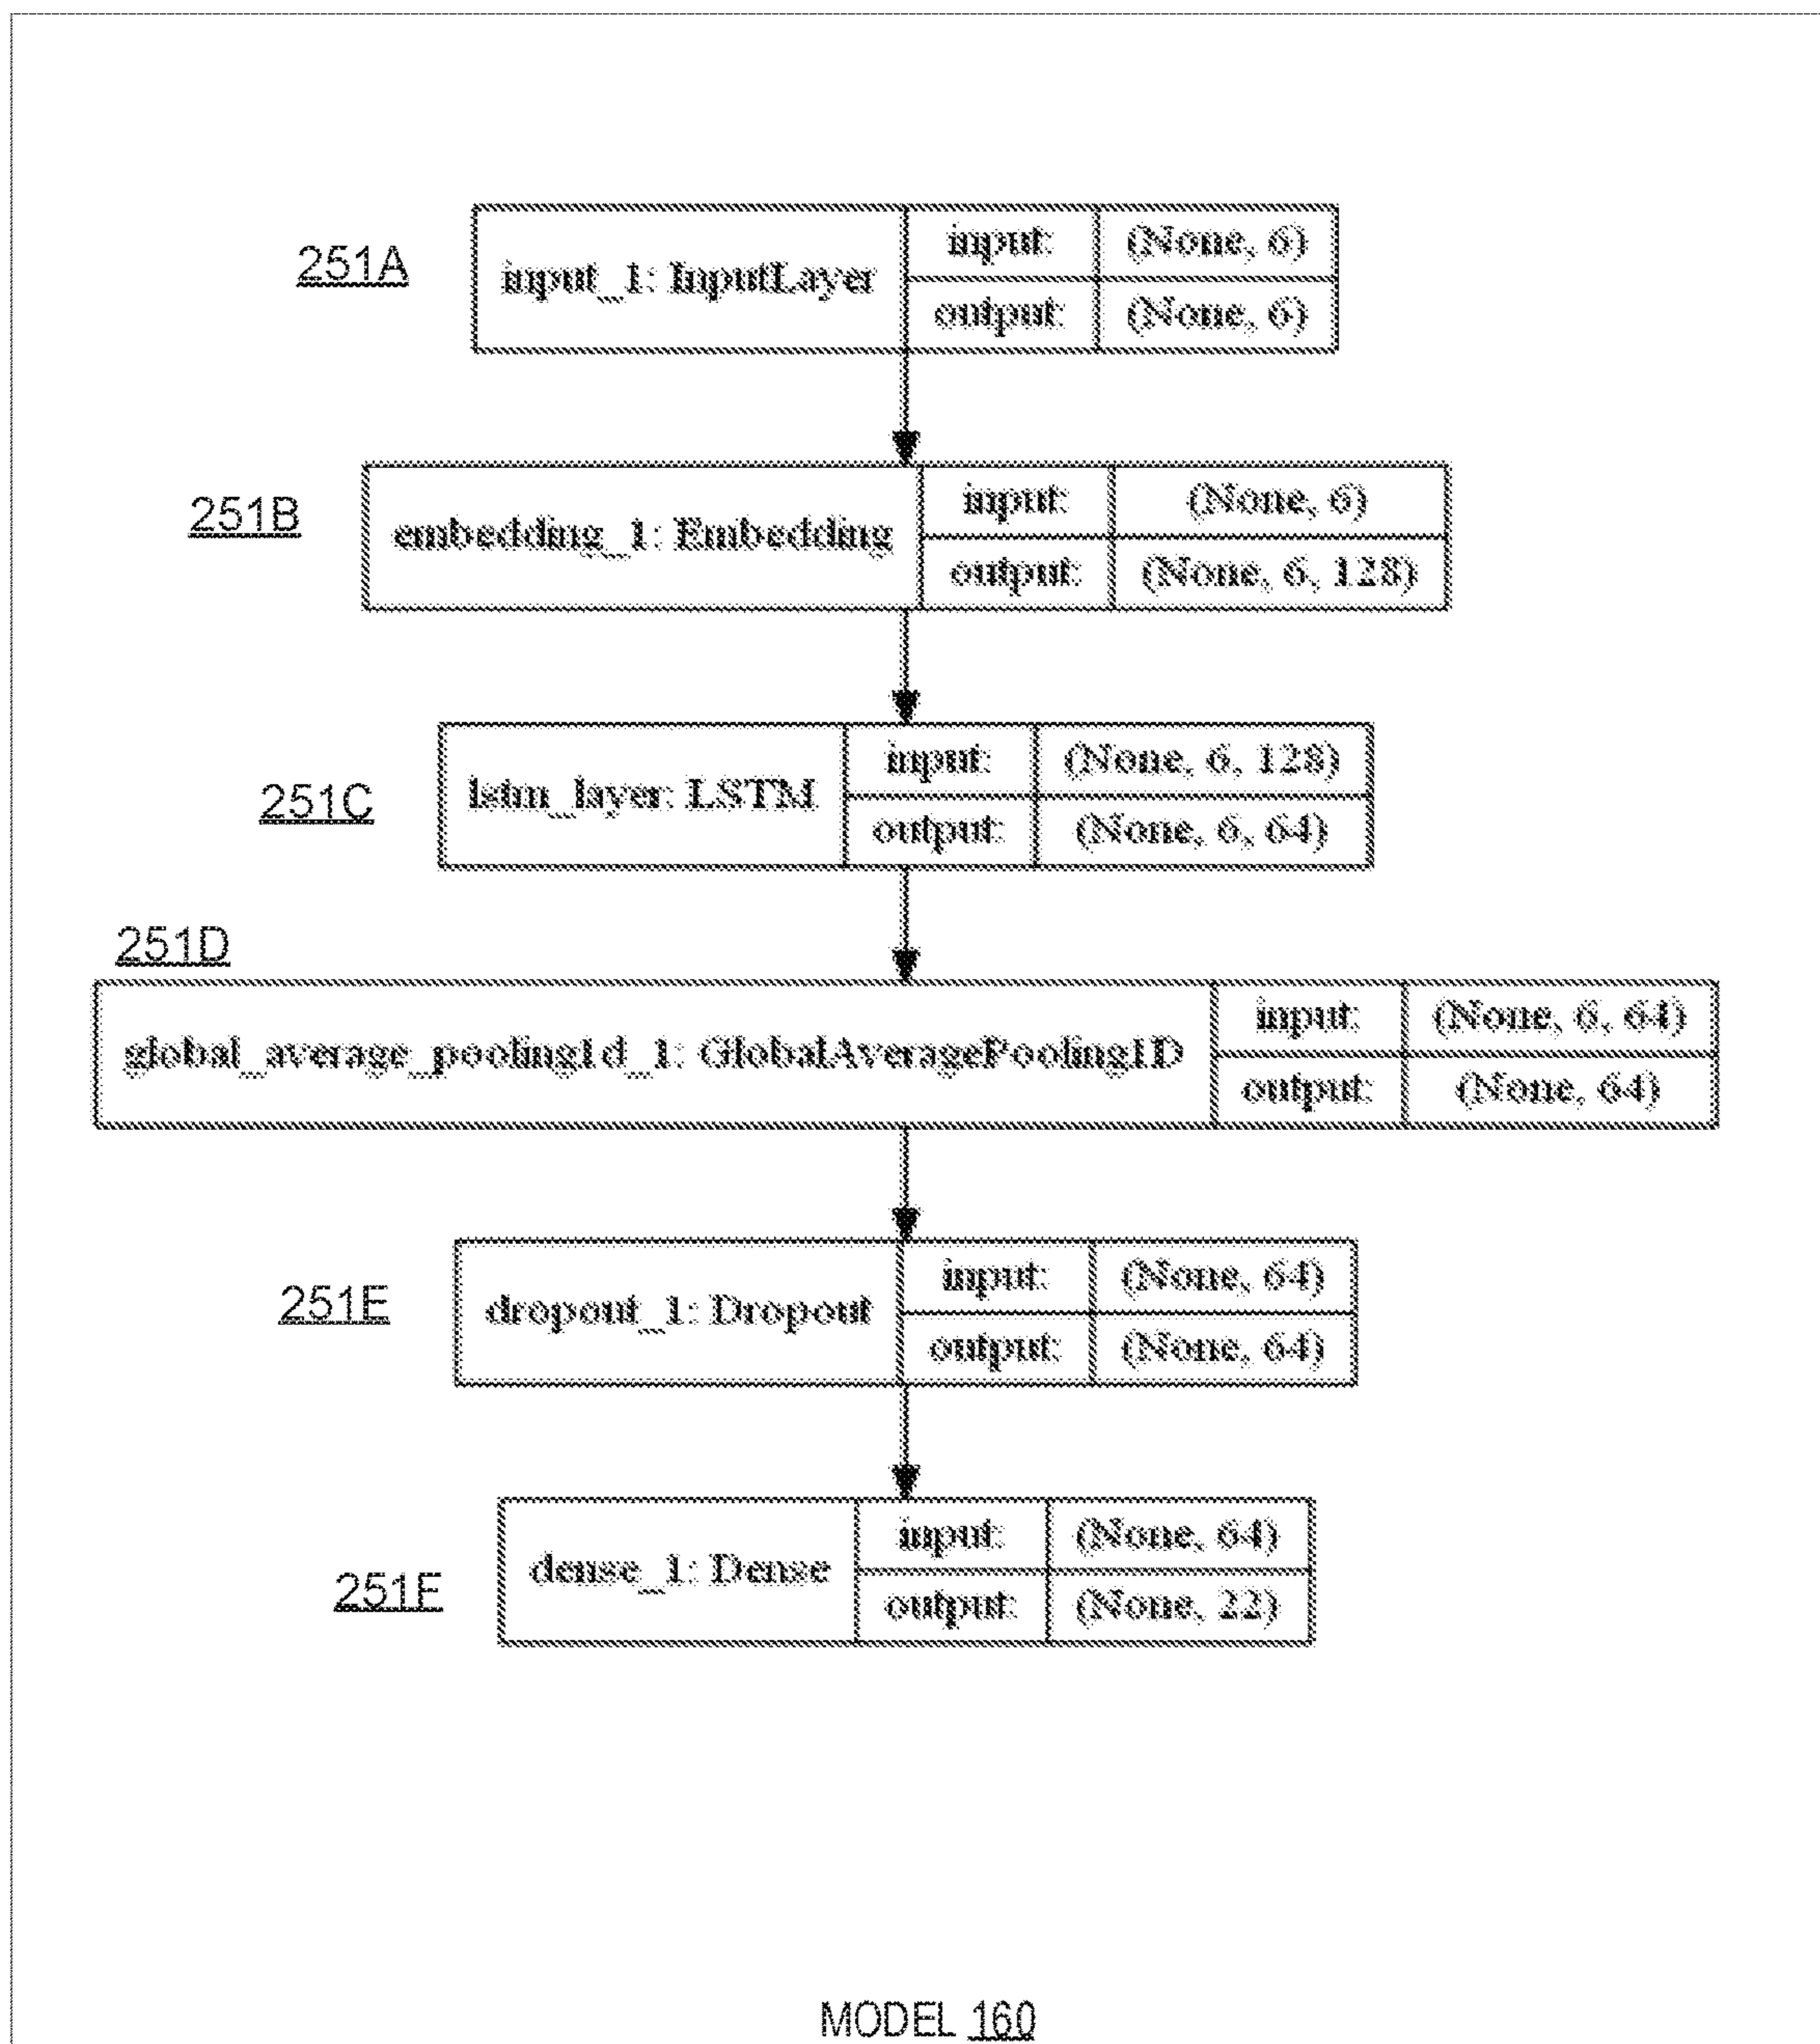 251A
input_1: InputLayer
input: (None, 6)
output: (None, 6)
251B
embedding_1: Embedding
input: (None, 6)
output: (None, 6, 128)
251C
lstm_layer: LSTM
input: (None, 6, 128)
output: (None, 6, 64)
251D
global_average_pooling1d_1: GlobalAveragePooling1D
input: (None, 6, 64)
output: (None, 64)
251E
dropout_1: Dropout
input: (None, 64)
output: (None, 64)
251F
dense_1: Dense
input: (None, 64)
output: (None, 22)
MODEL 160